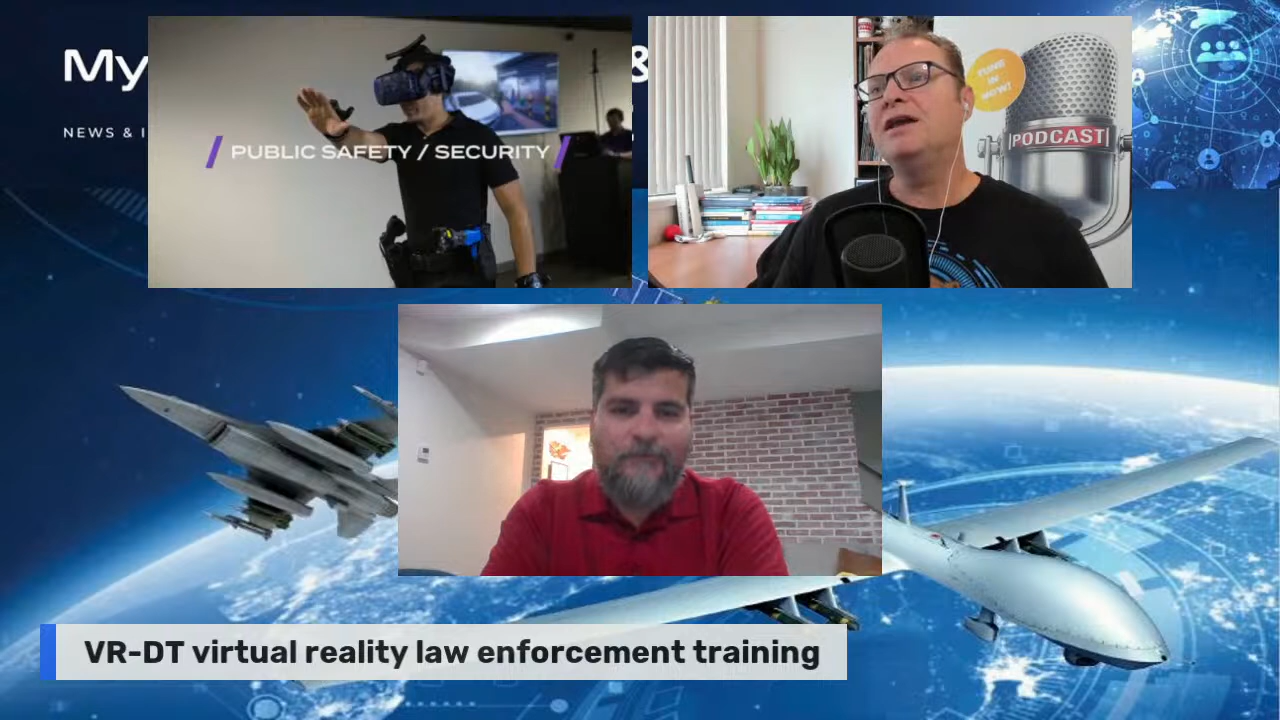 My
&
NEWS & I
/ PUBLIC SAFETY / SECURITY /
TUNE
IN
NOW!
PODCAST
VR-DT virtual reality law enforcement training